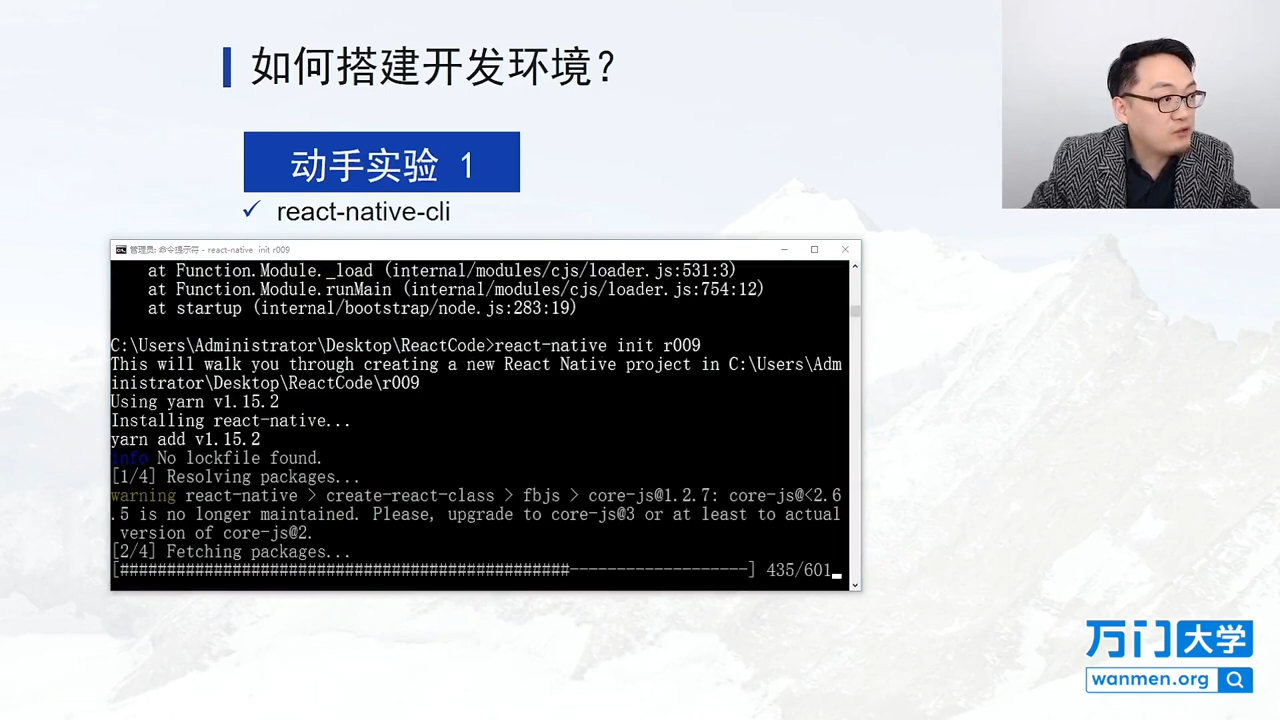 如何搭建开发环境?
动手实验 1
✓ react-native-cli
管理员: 命令提示符 - react-native init r009
at Function.Module._load (internal/modules/cjs/loader.js:531:3)
at Function.Module.runMain (internal/modules/cjs/loader.js:754:12)
at startup (internal/bootstrap/node.js:283:19)
C:\Users\Administrator\Desktop\ReactCode>react-native init r009
This will walk you through creating a new React Native project in C:\Users\Adm
inistrator\Desktop\ReactCode\r009
Using yarn v1.15.2
Installing react-native...
yarn add v1.15.2
info No lockfile found.
[1/4] Resolving packages...
warning react-native > create-react-class > fbjs > core-js@1.2.7: core-js@<2.6
.5 is no longer maintained. Please, upgrade to core-js@3 or at least to actual
version of core-js@2.
[2/4] Fetching packages...
[################################################-------------------] 435/601
万门大学
wanmen.org